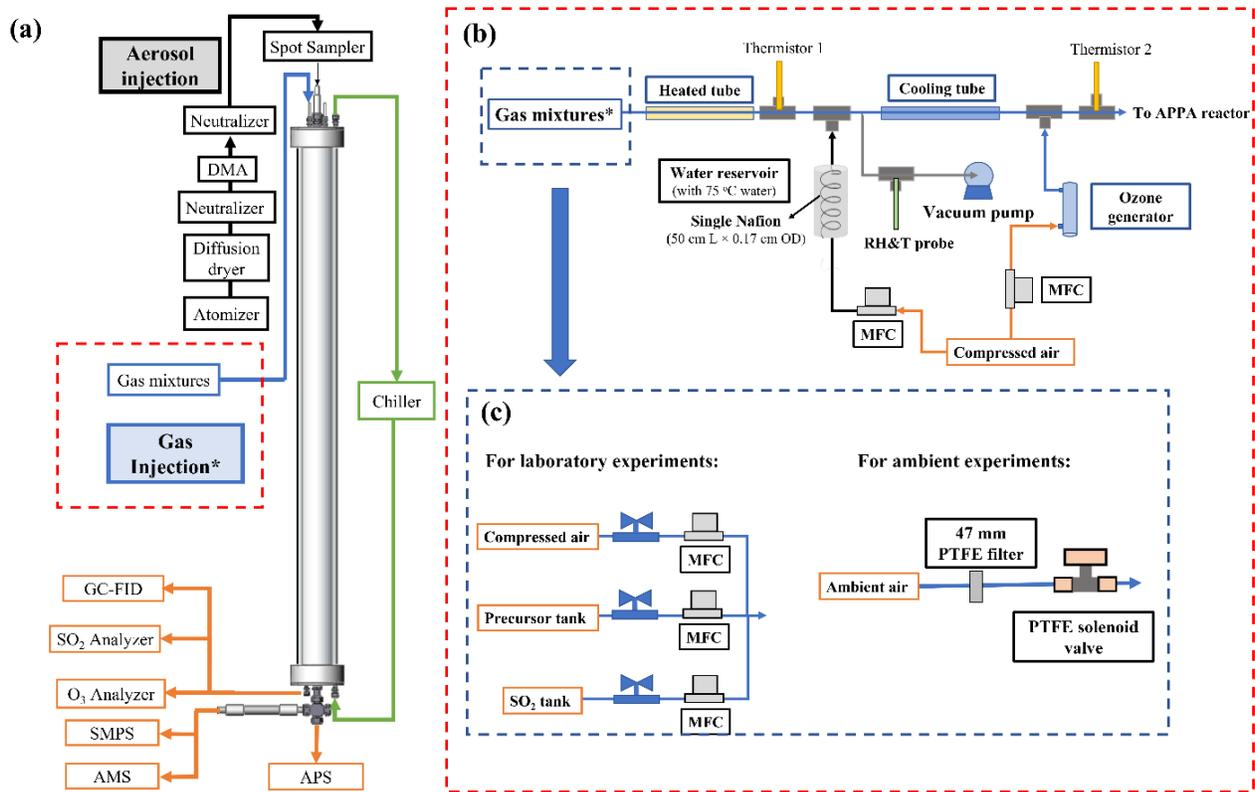 (a)
Aerosol
injection
Spot Sampler
Neutralizer
DMA
Neutralizer
Diffusion
dryer
Atomizer
Gas mixtures
Gas
Injection*
Chiller
GC-FID
SO2 Analyzer
O3 Analyzer
SMPS
AMS
APS
(b)
Thermistor 1
Thermistor 2
Heated tube
Cooling tube
Gas mixtures*
To APPA reactor
Water reservoir
(with 75 °C water)
Single Nafion
(50 cm L × 0.17 cm OD)
RH&T probe
Vacuum pump
Ozone
generator
MFC
MFC
Compressed air
(c)
For laboratory experiments:
For ambient experiments:
Compressed air
MFC
Precursor tank
MFC
SO2 tank
MFC
47 mm
PTFE filter
Ambient air
PTFE solenoid
valve